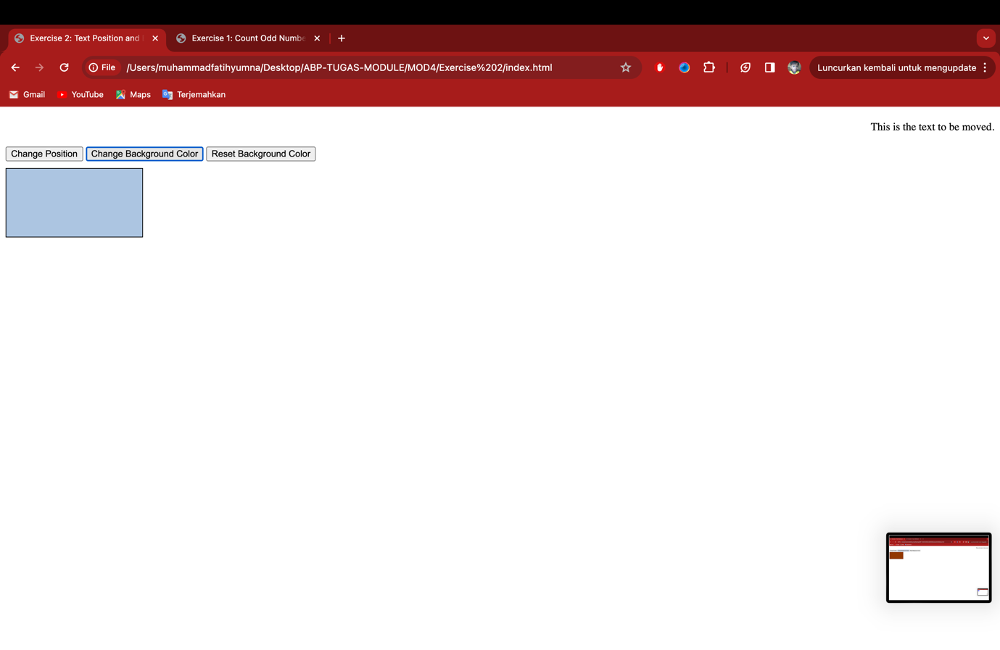 Exercise 2: Text Position and
Exercise 1: Count Odd Numbe
File
/Users/muhammadfatihyumna/Desktop/ABP-TUGAS-MODULE/MOD4/Exercise%202/index.html
Luncurkan kembali untuk mengupdate
Gmail
YouTube
Maps
Terjemahkan
This is the text to be moved.
Change Position
Change Background Color
Reset Background Color